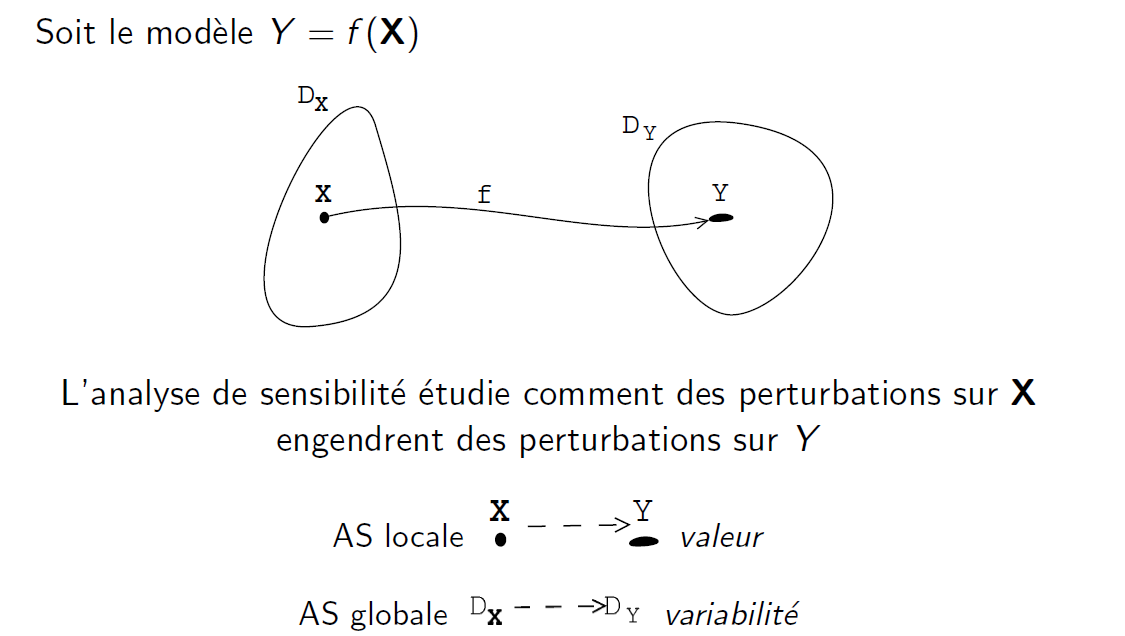 Soit le modèle Y = f(X)
D_X
D_Y
X
f
Y
L'analyse de sensibilité étudie comment des perturbations sur X
engendrent des perturbations sur Y
AS locale X Y valeur
AS globale D_X D_Y variabilité